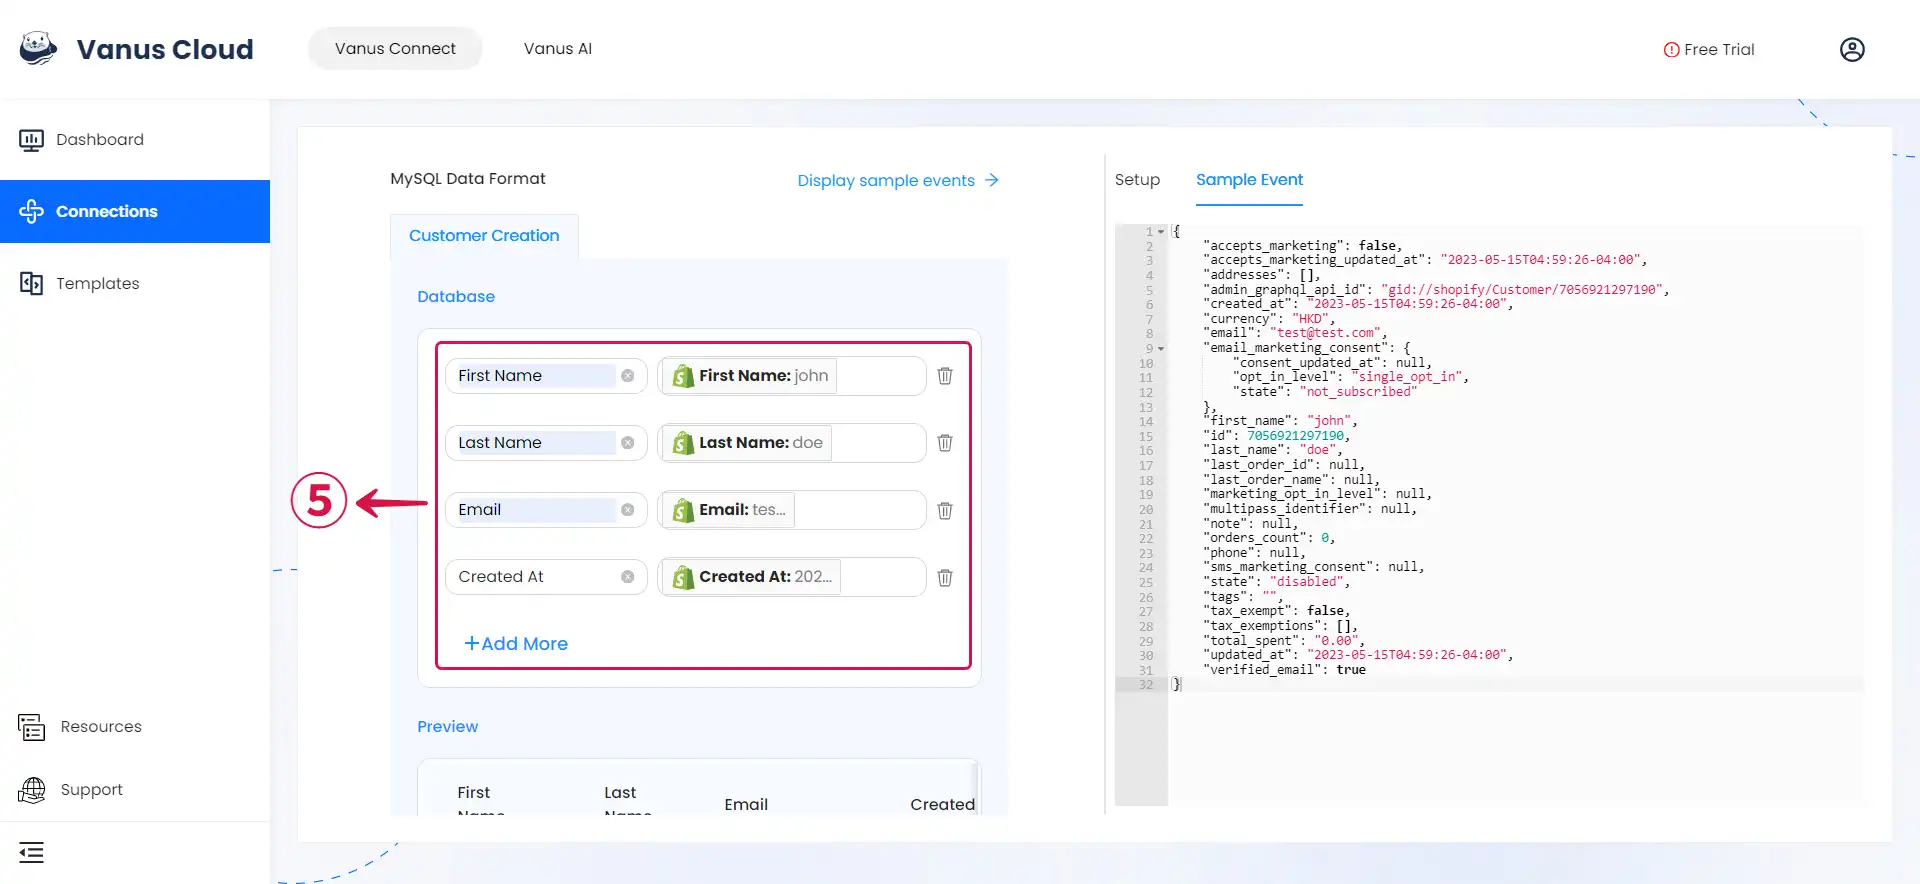 Vanus Cloud
Vanus Connect
Vanus AI
Free Trial
Dashboard
Connections
Templates
Resources
Support
MySQL Data Format
Display sample events →
Customer Creation
Database
First Name
First Name: john
Last Name
Last Name: doe
5
Email
Email: tes...
Created At
Created At: 202...
+Add More
Preview
First Name
Last Name
Email
Created
Setup
Sample Event
1 {
2 "accepts_marketing": false,
3 "accepts_marketing_updated_at": "2023-05-15T04:59:26-04:00",
4 "addresses": [],
5 "admin_graphql_api_id": "gid://shopify/Customer/7056921297190",
6 "created_at": "2023-05-15T04:59:26-04:00",
7 "currency": "HKD",
8 "email": "test@test.com",
9 "email_marketing_consent": {
10 "consent_updated_at": null,
11 "opt_in_level": "single_opt_in",
12 "state": "not_subscribed"
13 },
14 "first_name": "john",
15 "id": 7056921297190,
16 "last_name": "doe",
17 "last_order_id": null,
18 "last_order_name": null,
19 "marketing_opt_in_level": null,
20 "multipass_identifier": null,
21 "note": null,
22 "orders_count": 0,
23 "phone": null,
24 "sms_marketing_consent": null,
25 "state": "disabled",
26 "tags": "",
27 "tax_exempt": false,
28 "tax_exemptions": [],
29 "total_spent": "0.00",
30 "updated_at": "2023-05-15T04:59:26-04:00",
31 "verified_email": true
32 }